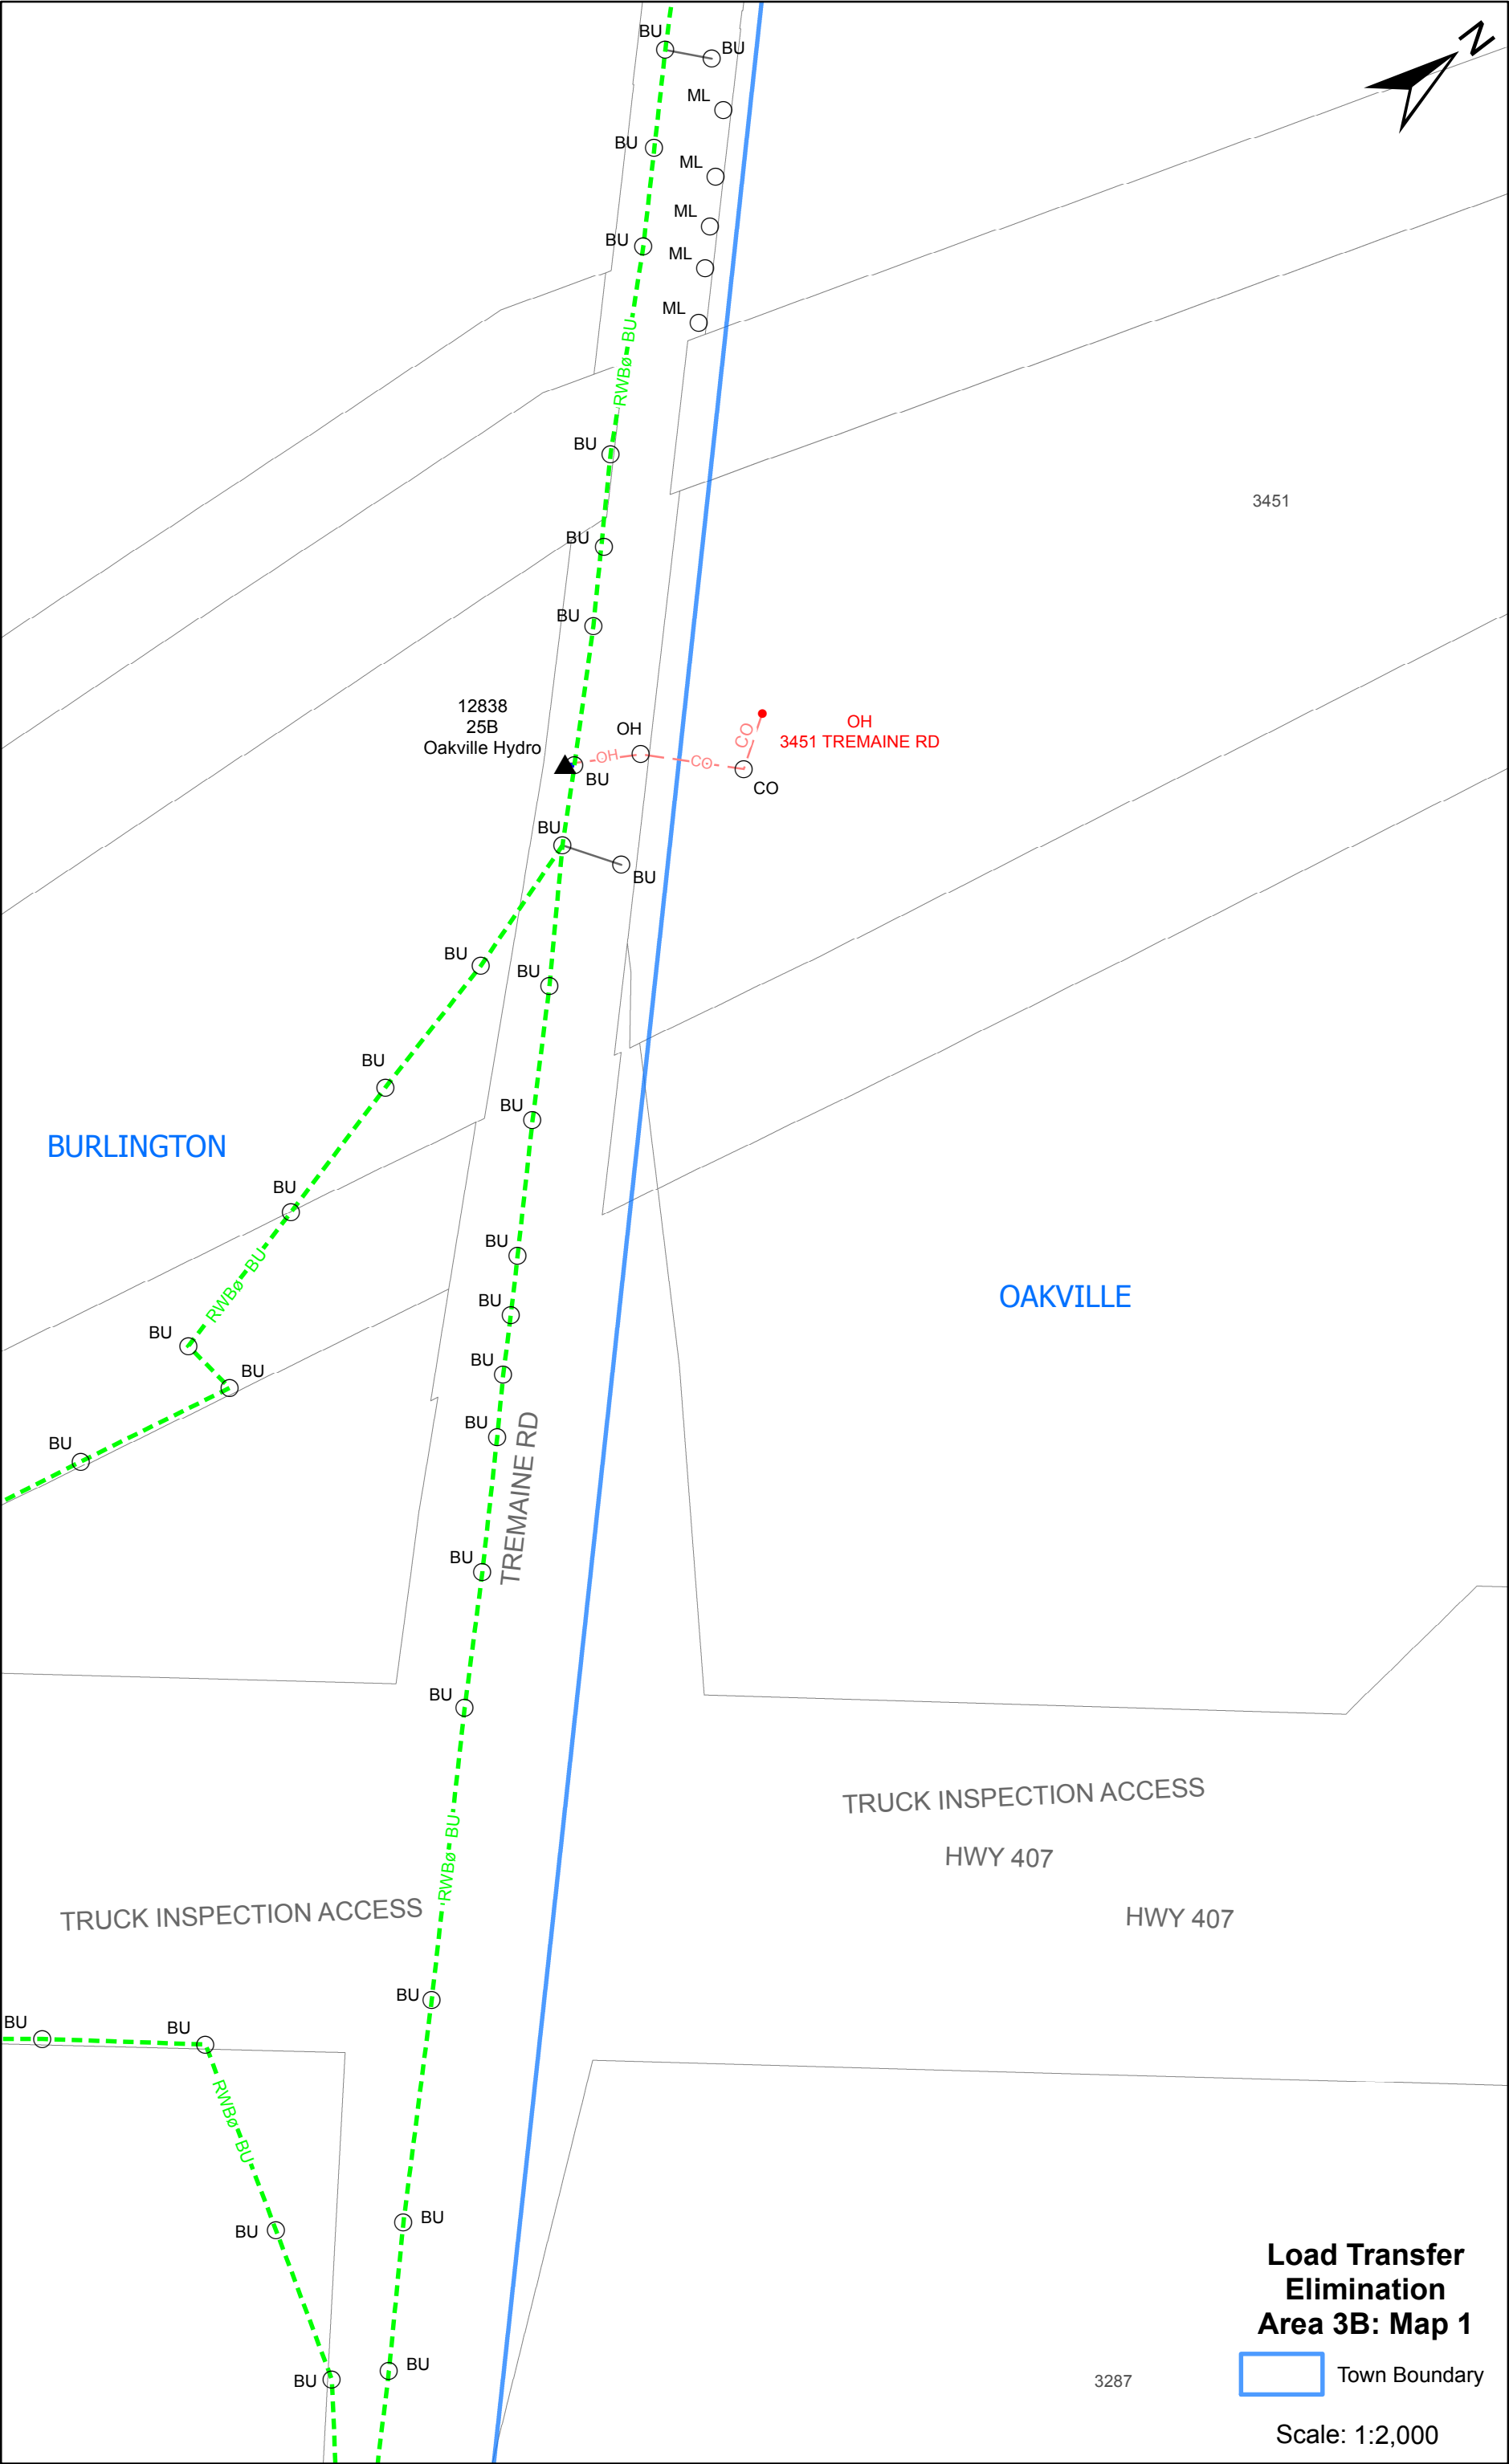 BU
BU
N
ML
BU
ML
ML
BU
ML
ML
RWBø BU
BU
3451
BU
BU
12838
25B
Oakville Hydro
OH
CO
OH
3451 TREMAINE RD
OH
CO
BU
CO
BU
BU
BU
BU
BU
BU
BURLINGTON
BU
BU
RWBø BU
OAKVILLE
BU
BU
BU
BU
BU
BU
TREMAINE RD
BU
BU
TRUCK INSPECTION ACCESS
RWBø BU
HWY 407
TRUCK INSPECTION ACCESS
HWY 407
BU
BU
BU
RWBø BU
BU
BU
BU
BU
Load Transfer
Elimination
Area 3B: Map 1
Town Boundary
3287
Scale: 1:2,000